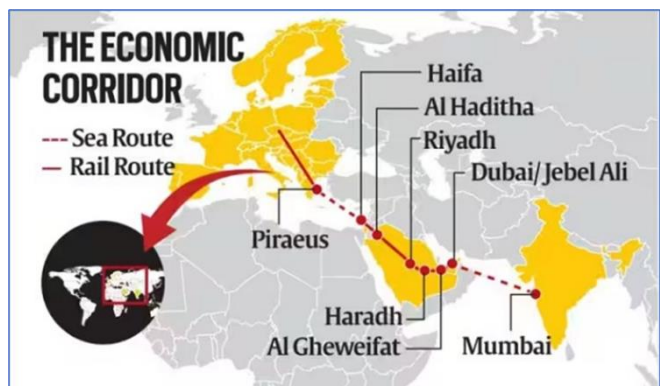 THE ECONOMIC
CORRIDOR
Sea Route
Rail Route
Haifa
Al Haditha
Riyadh
Dubai/Jebel Ali
Piraeus
Haradh
Al Gheweifat
Mumbai